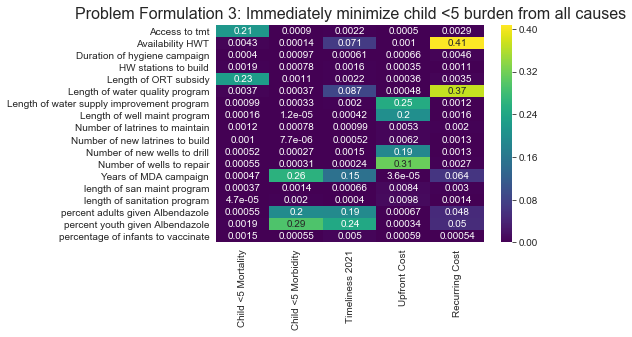 Problem Formulation 3: Immediately minimize child <5 burden from all causes
Access to tmt 0.21 0.0009 0.0022 0.0005 0.0029
Availability HWT 0.0043 0.00014 0.071 0.001 0.41
Duration of hygiene campaign 0.0004 0.00097 0.00061 0.00066 0.0046
HW stations to build 0.0019 0.00078 0.0016 0.00035 0.0011
Length of ORT subsidy 0.23 0.0011 0.0022 0.0036 0.0035
Length of water quality program 0.0037 0.00037 0.087 0.00048 0.37
Length of water supply improvement program 0.00099 0.00033 0.002 0.25 0.0012
Length of well maint program 0.00016 1.2e-05 0.00042 0.2 0.0016
Number of latrines to maintain 0.0012 0.00078 0.00099 0.0053 0.002
Number of new latrines to build 0.001 7.7e-06 0.00052 0.0062 0.0013
Number of new wells to drill 0.00052 0.00027 0.0015 0.19 0.0013
Number of wells to repair 0.00055 0.00031 0.00024 0.31 0.0027
Years of MDA campaign 0.00047 0.26 0.15 3.6e-05 0.064
length of san maint program 0.00037 0.0014 0.00066 0.0084 0.003
length of sanitation program 4.7e-05 0.002 0.0004 0.0098 0.0014
percent adults given Albendazole 0.00055 0.2 0.19 0.00067 0.048
percent youth given Albendazole 0.0019 0.29 0.24 0.00034 0.05
percentage of infants to vaccinate 0.0015 0.00055 0.005 0.00059 0.00054
Child <5 Mortality
Child <5 Morbidity
Timeliness 2021
Upfront Cost
Recurring Cost
0.40
0.32
0.24
0.16
0.08
0.00